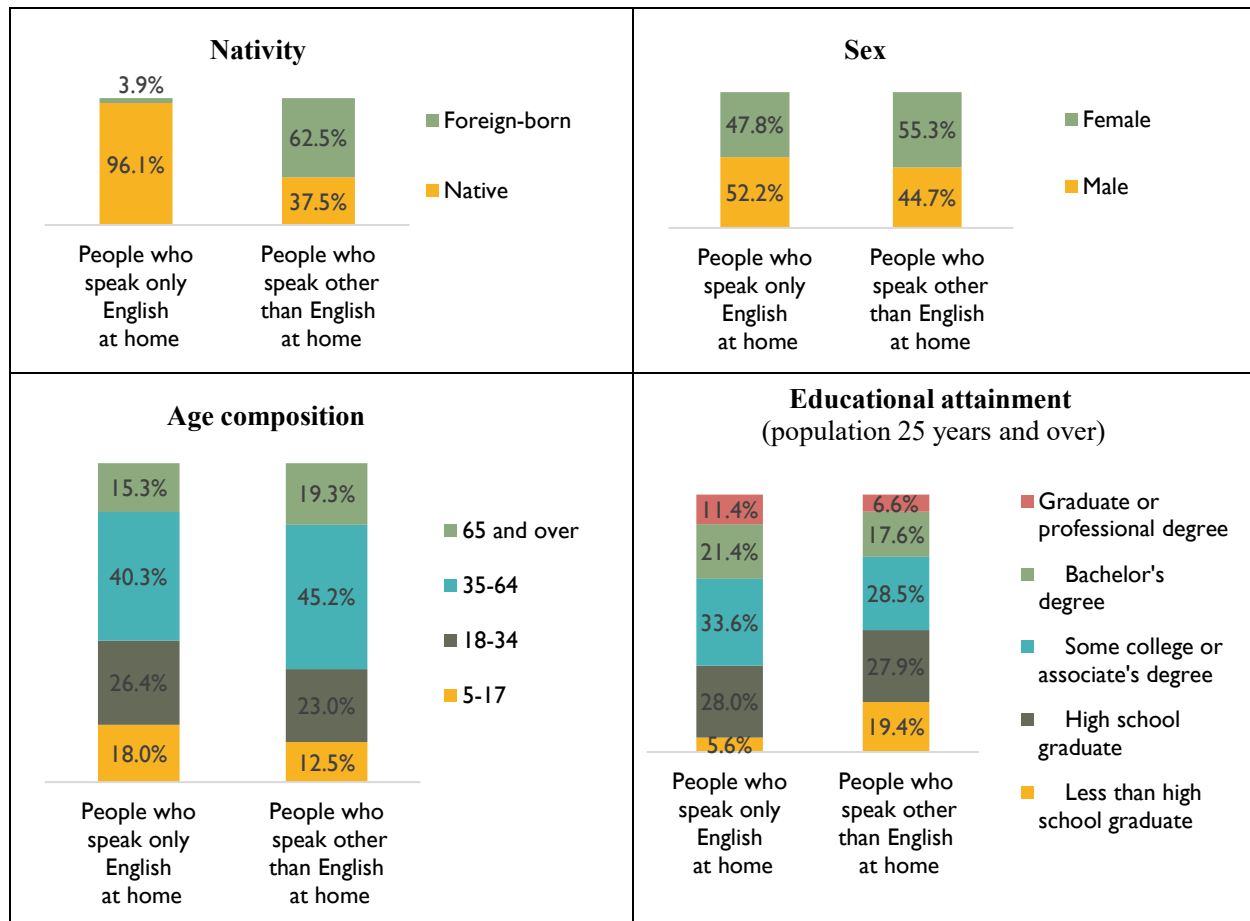 Nativity
3.9%
96.1%
62.5%
37.5%
Foreign-born
Native
People who
speak only
English
at home
People who
speak other
than English
at home
Sex
47.8%
52.2%
55.3%
44.7%
Female
Male
People who
speak only
English
at home
People who
speak other
than English
at home
Age composition
15.3%
40.3%
26.4%
18.0%
19.3%
45.2%
23.0%
12.5%
65 and over
35-64
18-34
5-17
People who
speak only
English
at home
People who
speak other
than English
at home
Educational attainment
(population 25 years and over)
11.4%
21.4%
33.6%
28.0%
5.6%
6.6%
17.6%
28.5%
27.9%
19.4%
Graduate or
professional degree
Bachelor's
degree
Some college or
associate's degree
High school
graduate
Less than high
school graduate
People who
speak only
English
at home
People who
speak other
than English
at home